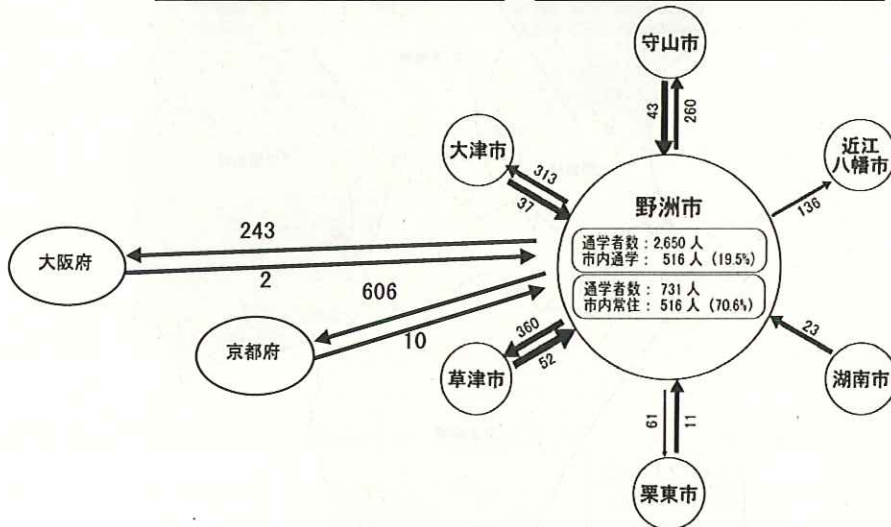 守山市
43
260
大津市
313
37
近江
八幡市
136
野洲市
通学者数：2,650 人
市内通学： 516 人 (19.5%)
通学者数： 731 人
市内常住： 516 人 (70.6%)
大阪府
243
2
京都府
606
10
草津市
360
52
湖南市
23
61
11
栗東市